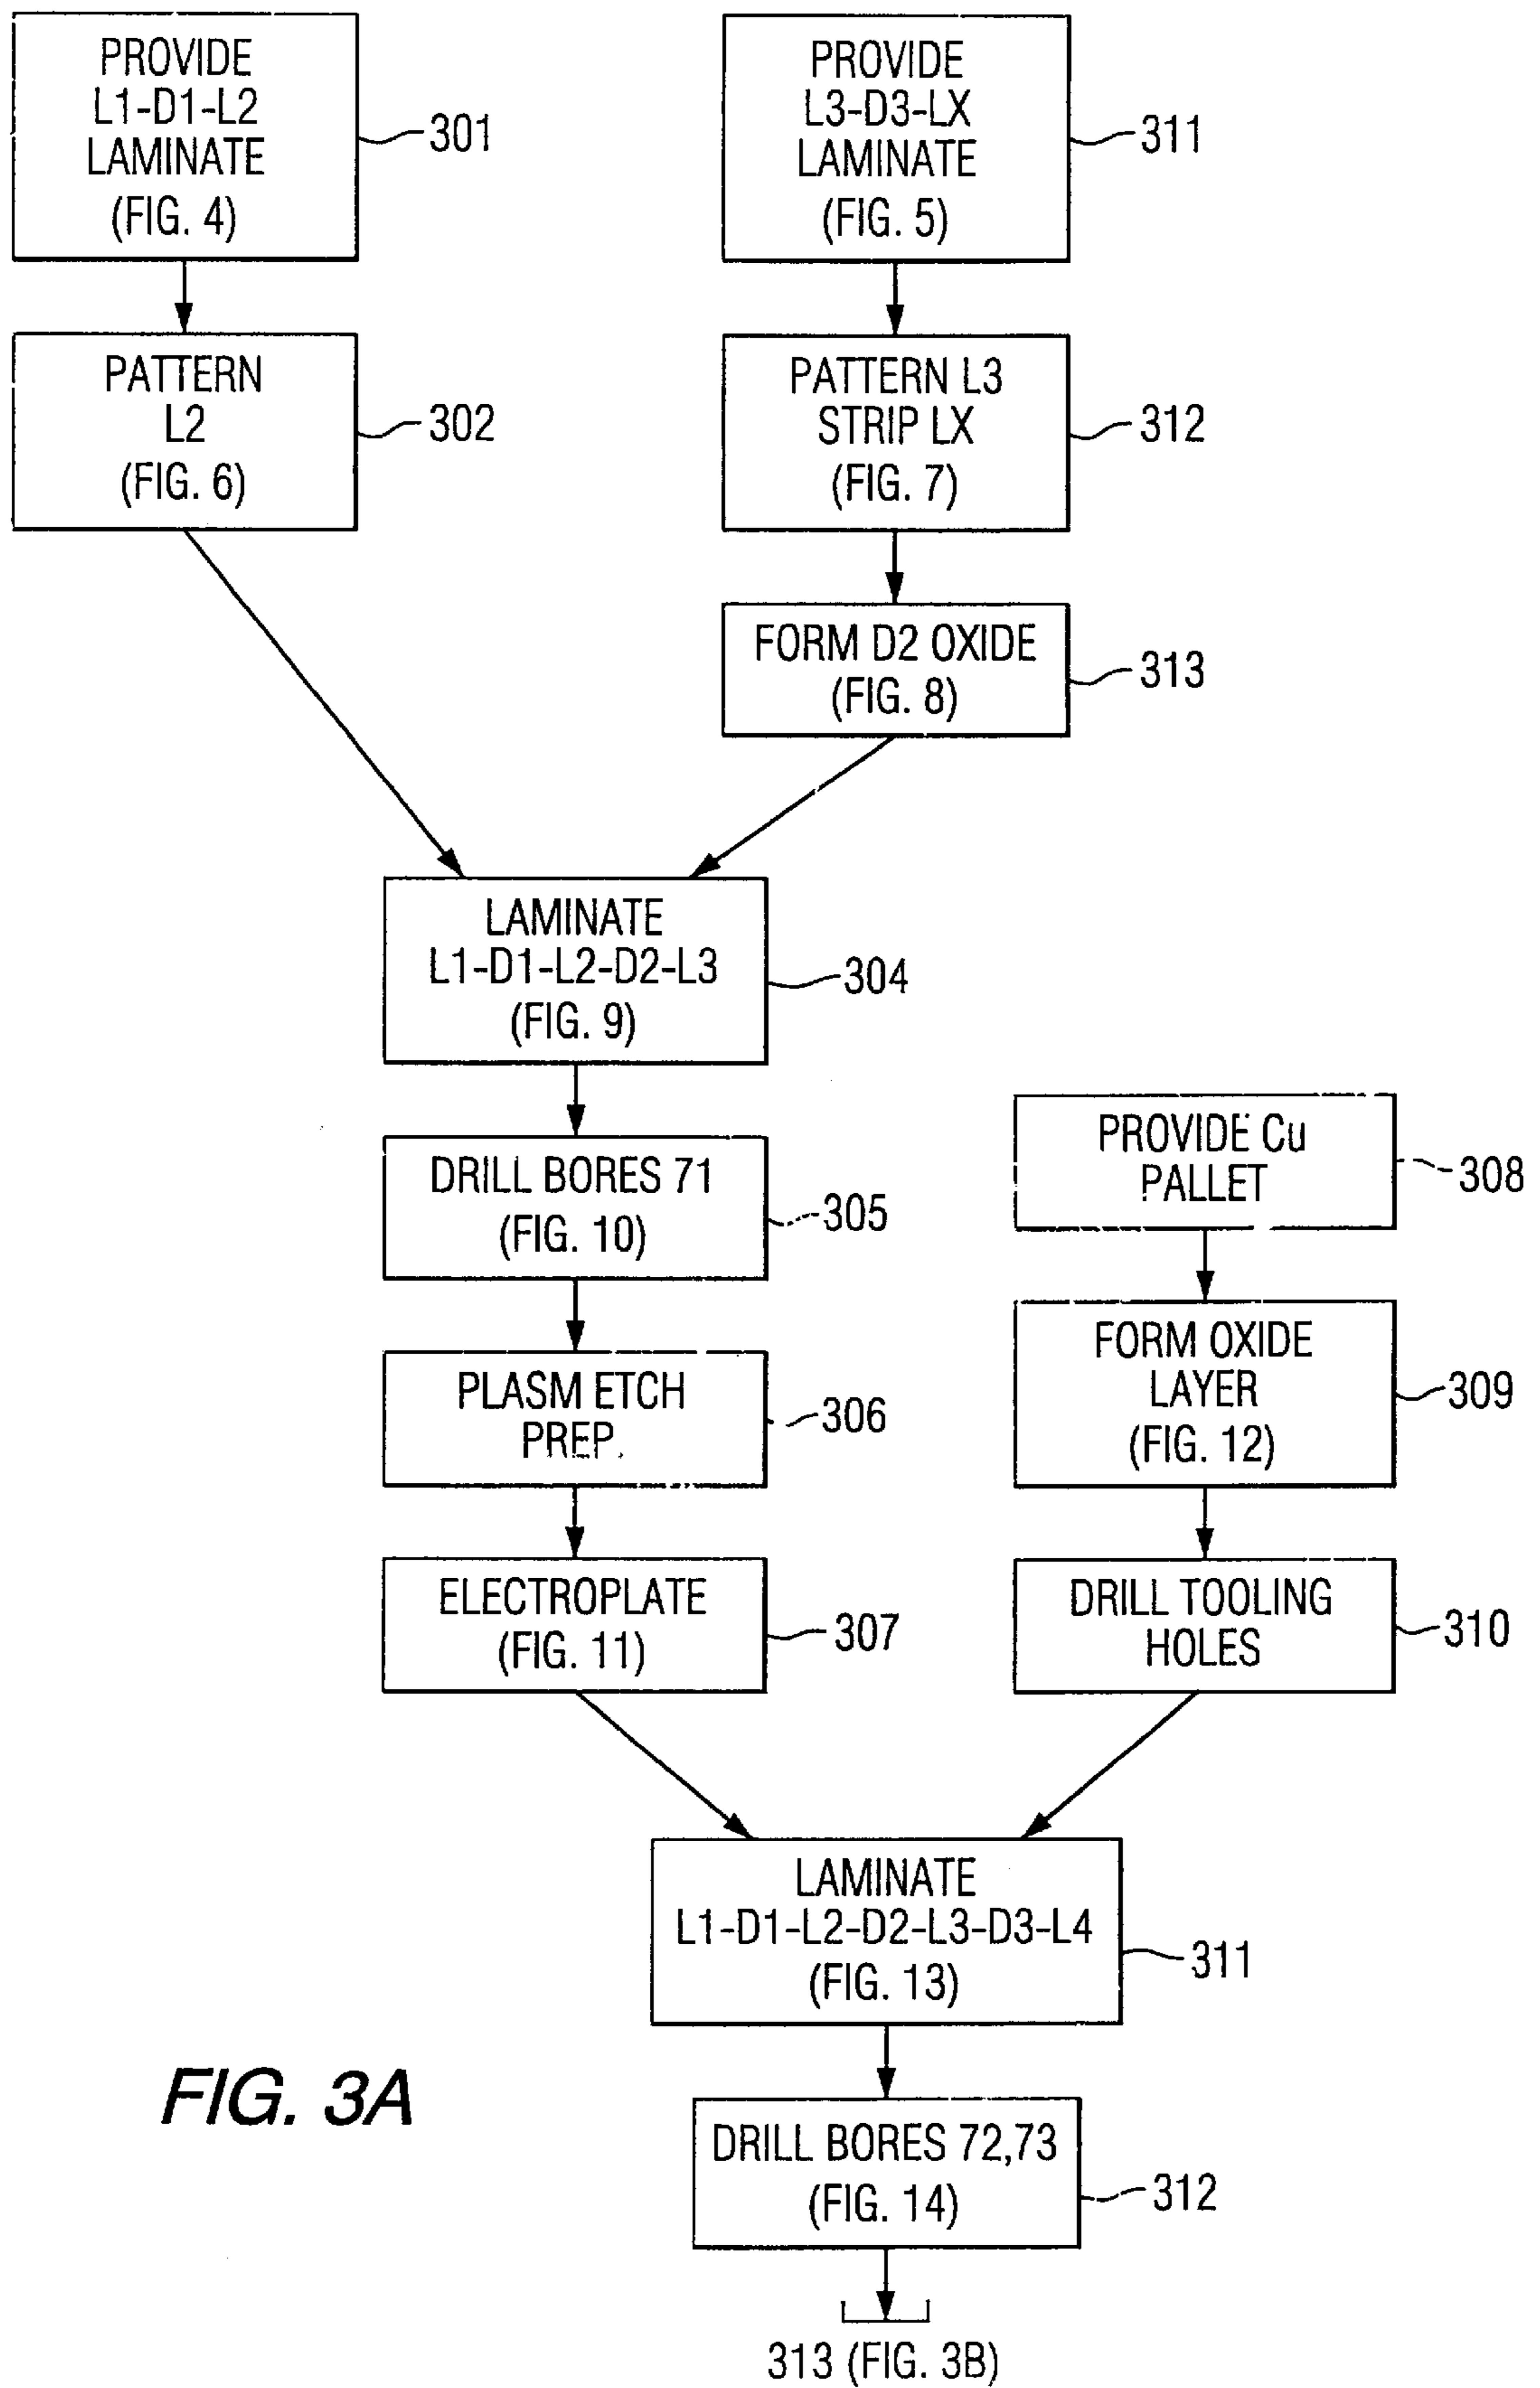 PROVIDE
L1-D1-L2
LAMINATE
(FIG. 4)
301
PROVIDE
L3-D3-LX
LAMINATE
(FIG. 5)
311
PATTERN
L2
(FIG. 6)
302
PATTERN L3
STRIP LX
(FIG. 7)
312
FORM D2 OXIDE
(FIG. 8)
313
LAMINATE
L1-D1-L2-D2-L3
(FIG. 9)
304
DRILL BORES 71
(FIG. 10)
305
PROVIDE Cu
PALLET
308
PLASM ETCH
PREP.
306
FORM OXIDE
LAYER
(FIG. 12)
309
ELECTROPLATE
(FIG. 11)
307
DRILL TOOLING
HOLES
310
LAMINATE
L1-D1-L2-D2-L3-D3-L4
(FIG. 13)
311
DRILL BORES 72,73
(FIG. 14)
312
313 (FIG. 3B)
FIG. 3A